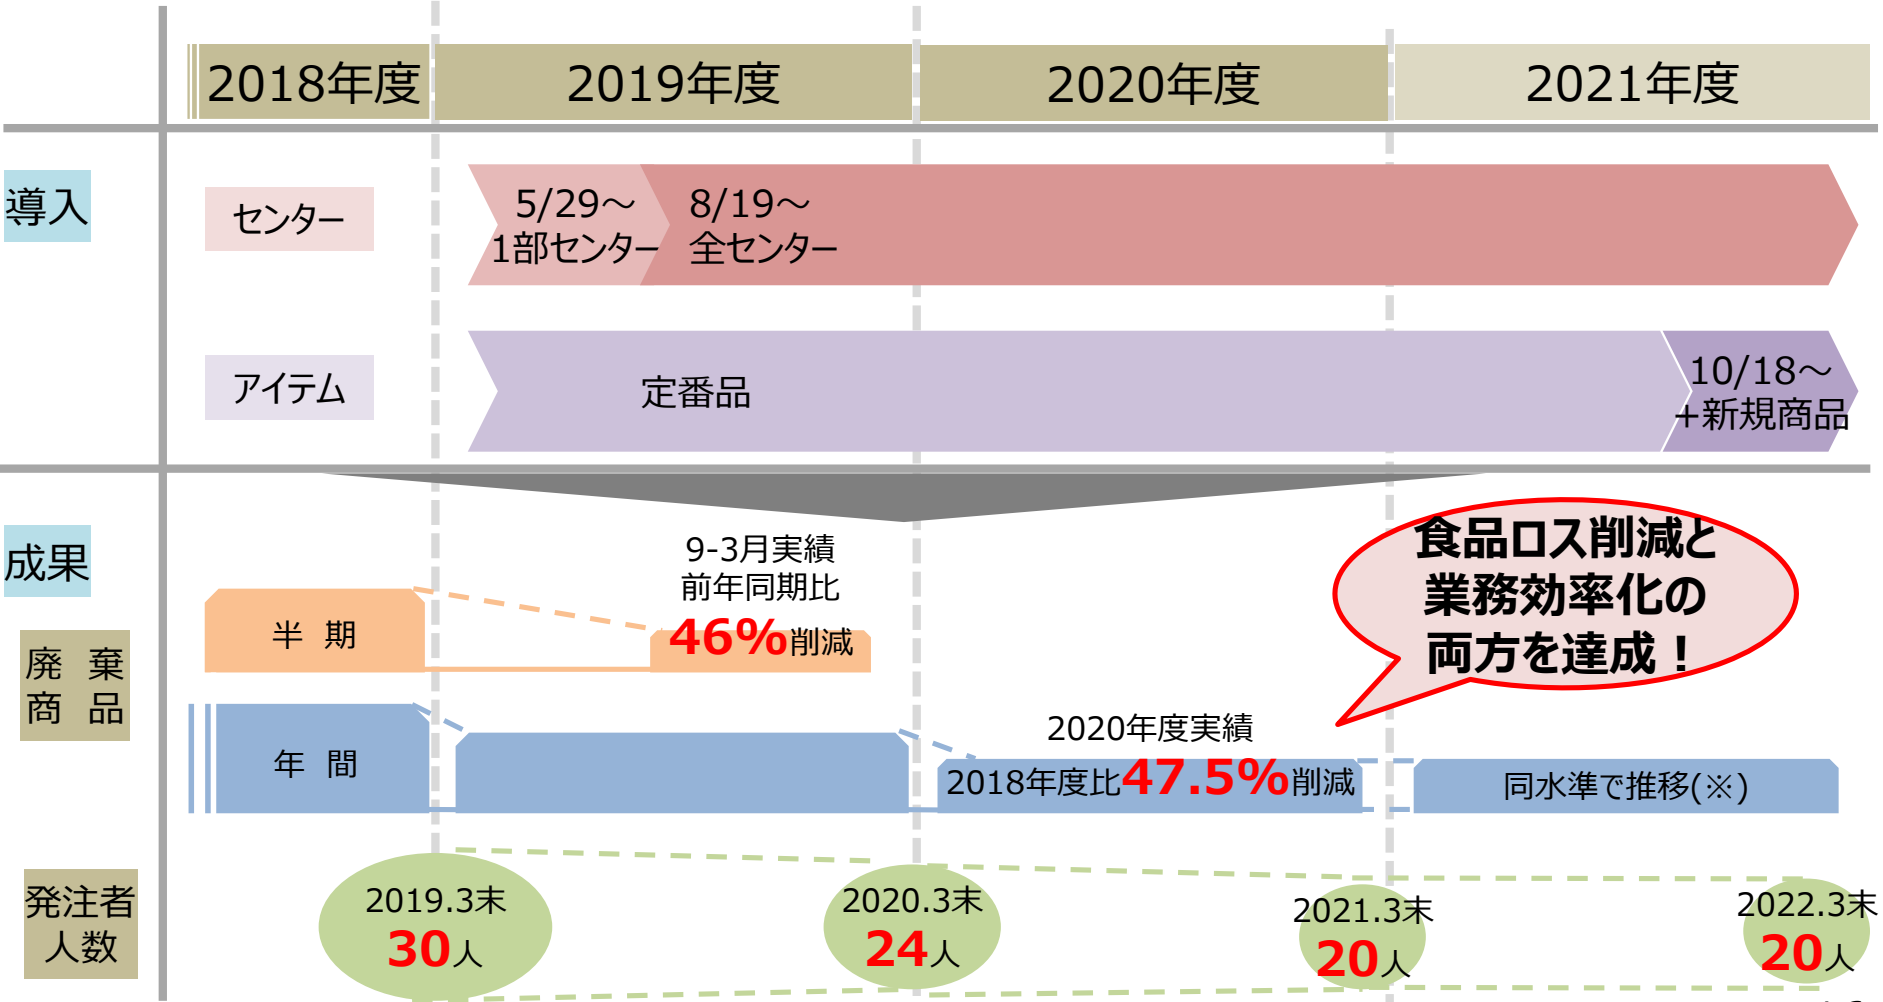 2018年度
2019年度
2020年度
2021年度
導入
センター
5/29～
1部センター
8/19～
全センター
アイテム
定番品
10/18～
+新規商品
成果
食品ロス削減と
業務効率化の
両方を達成！
廃棄
商品
半期
9-3月実績
前年同期比
46%削減
年間
2020年度実績
2018年度比47.5%削減
同水準で推移(※)
発注者
人数
2019.3末
30人
2020.3末
24人
2021.3末
20人
2022.3末
20人